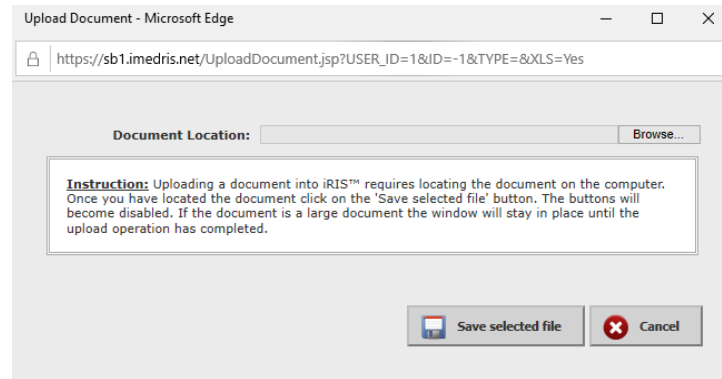 Upload Document - Microsoft Edge
https://sb1.imedris.net/UploadDocument.jsp?USER_ID=1&ID=-1&TYPE=&XLS=Yes
Document Location:
Browse...
Instruction: Uploading a document into iRIS™ requires locating the document on the computer.
Once you have located the document click on the 'Save selected file' button. The buttons will
become disabled. If the document is a large document the window will stay in place until the
upload operation has completed.
Save selected file
Cancel